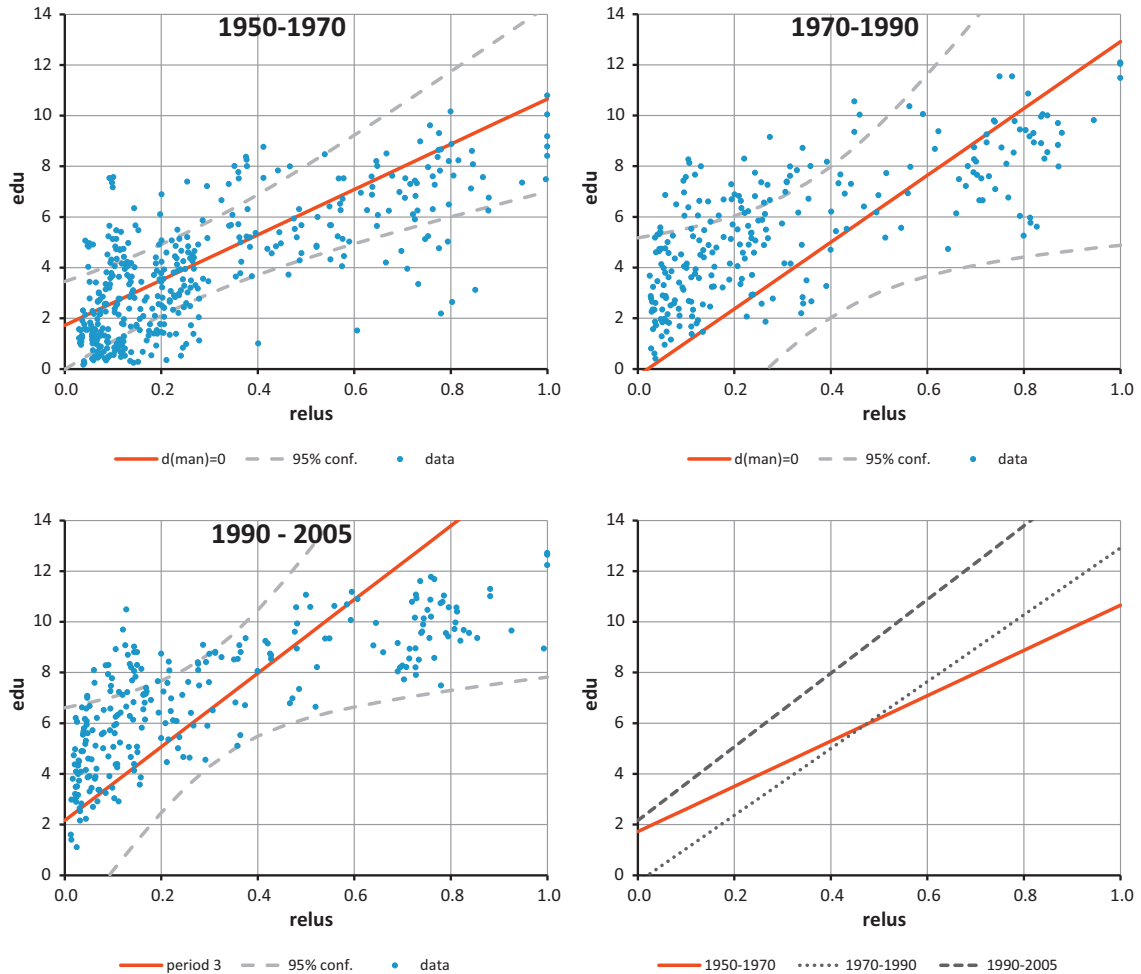 1950-1970
edu
14
12
10
8
6
4
2
0
0.0 0.2 0.4 0.6 0.8 1.0
relus
d(man)=0 95% conf. data
1970-1990
edu
14
12
10
8
6
4
2
0
0.0 0.2 0.4 0.6 0.8 1.0
relus
d(man)=0 95% conf. data
1990 - 2005
edu
14
12
10
8
6
4
2
0
0.0 0.2 0.4 0.6 0.8 1.0
relus
period 3 95% conf. data
edu
14
12
10
8
6
4
2
0
0.0 0.2 0.4 0.6 0.8 1.0
relus
1950-1970 1970-1990 1990-2005